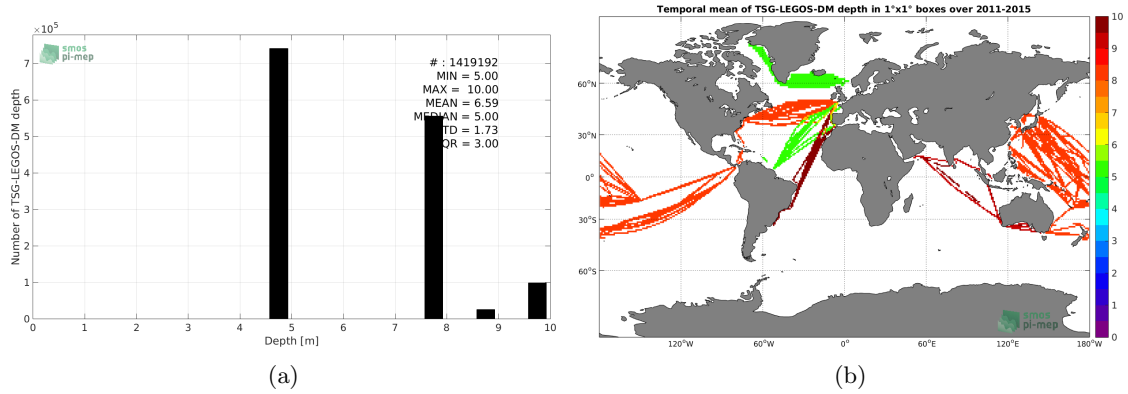 ×10^5
smos
pi-mep
# : 1419192
MIN = 5.00
MAX = 10.00
MEAN = 6.59
MEDIAN = 5.00
TD = 1.73
QR = 3.00
Number of TSG-LEGOS-DM depth
7
6
5
4
3
2
1
0
0 1 2 3 4 5 6 7 8 9 10
Depth [m]
(a)
Temporal mean of TSG-LEGOS-DM depth in 1°x1° boxes over 2011-2015
60°N
30°N
0°
30°S
60°S
120°W 60°W 0° 60°E 120°E 180°W
smos
pi-mep
10
9
8
7
6
5
4
3
2
1
0
(b)